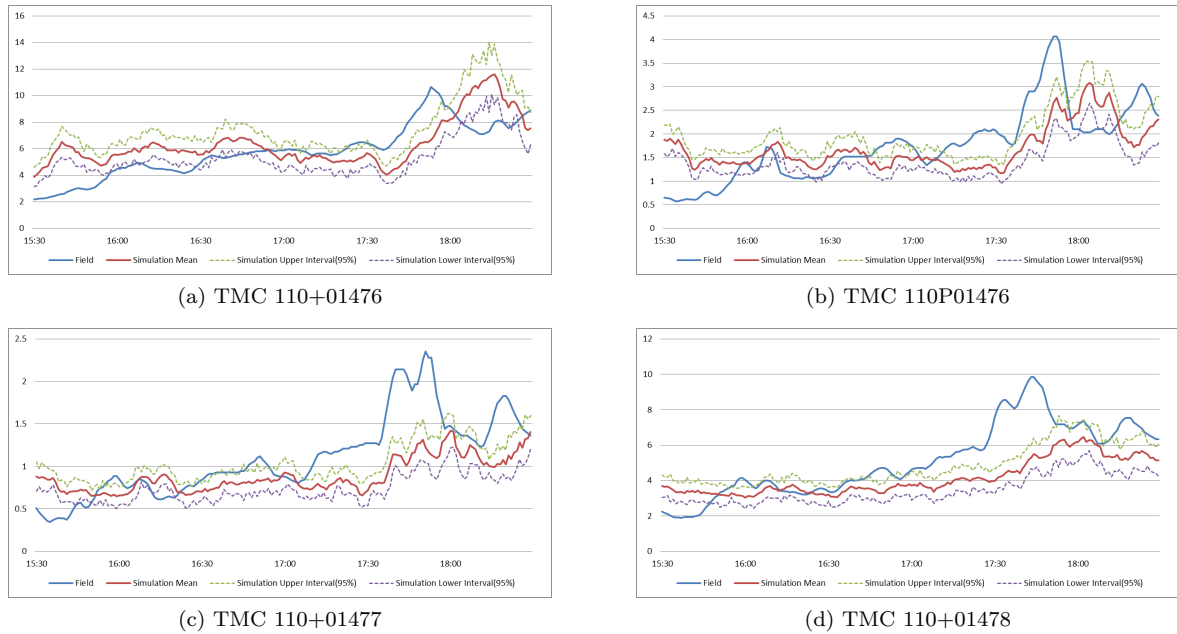 16
14
12
10
8
6
4
2
0
15:30 16:00 16:30 17:00 17:30 18:00
Field Simulation Mean Simulation Upper Interval(95%) Simulation Lower Interval(95%)
(a) TMC 110+01476
4.5
4
3.5
3
2.5
2
1.5
1
0.5
0
15:30 16:00 16:30 17:00 17:30 18:00
Field Simulation Mean Simulation Upper Interval(95%) Simulation Lower Interval(95%)
(b) TMC 110P01476
2.5
2
1.5
1
0.5
0
15:30 16:00 16:30 17:00 17:30 18:00
Field Simulation Mean Simulation Upper Interval(95%) Simulation Lower Interval(95%)
(c) TMC 110+01477
12
10
8
6
4
2
0
15:30 16:00 16:30 17:00 17:30 18:00
Field Simulation Mean Simulation Upper Interval(95%) Simulation Lower Interval(95%)
(d) TMC 110+01478